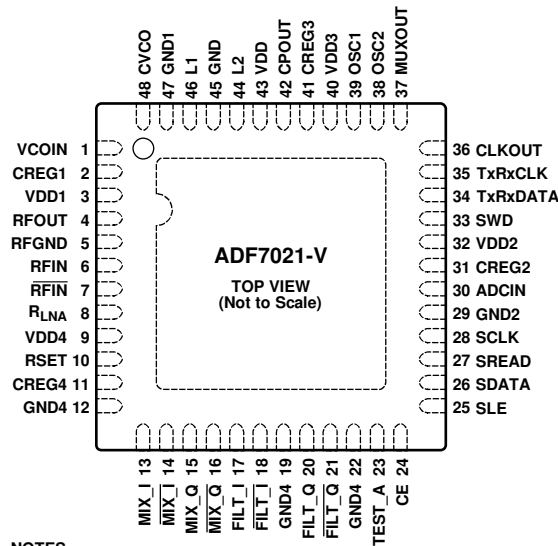 48 CVCO
47 GND1
46 L1
45 GND
44 L2
43 VDD
42 CPOUT
41 CREG3
40 VDD3
39 OSC1
38 OSC2
37 MUXOUT
VCOIN 1
CREG1 2
VDD1 3
RFOUT 4
RFGND 5
RFIN 6
R̅F̅I̅N̅ 7
RLNA 8
VDD4 9
RSET 10
CREG4 11
GND4 12
ADF7021-V
TOP VIEW
(Not to Scale)
36 CLKOUT
35 TxRxCLK
34 TxRxDATA
33 SWD
32 VDD2
31 CREG2
30 ADCIN
29 GND2
28 SCLK
27 SREAD
26 SDATA
25 SLE
MIX_I 13
M̅I̅X̅_̅I̅ 14
MIX_Q 15
M̅I̅X̅_̅Q̅ 16
FILT_I 17
F̅I̅L̅T̅_̅I̅ 18
GND4 19
FILT_Q 20
F̅I̅L̅T̅_̅Q̅ 21
GND4 22
TEST_A 23
CE 24
NOTES